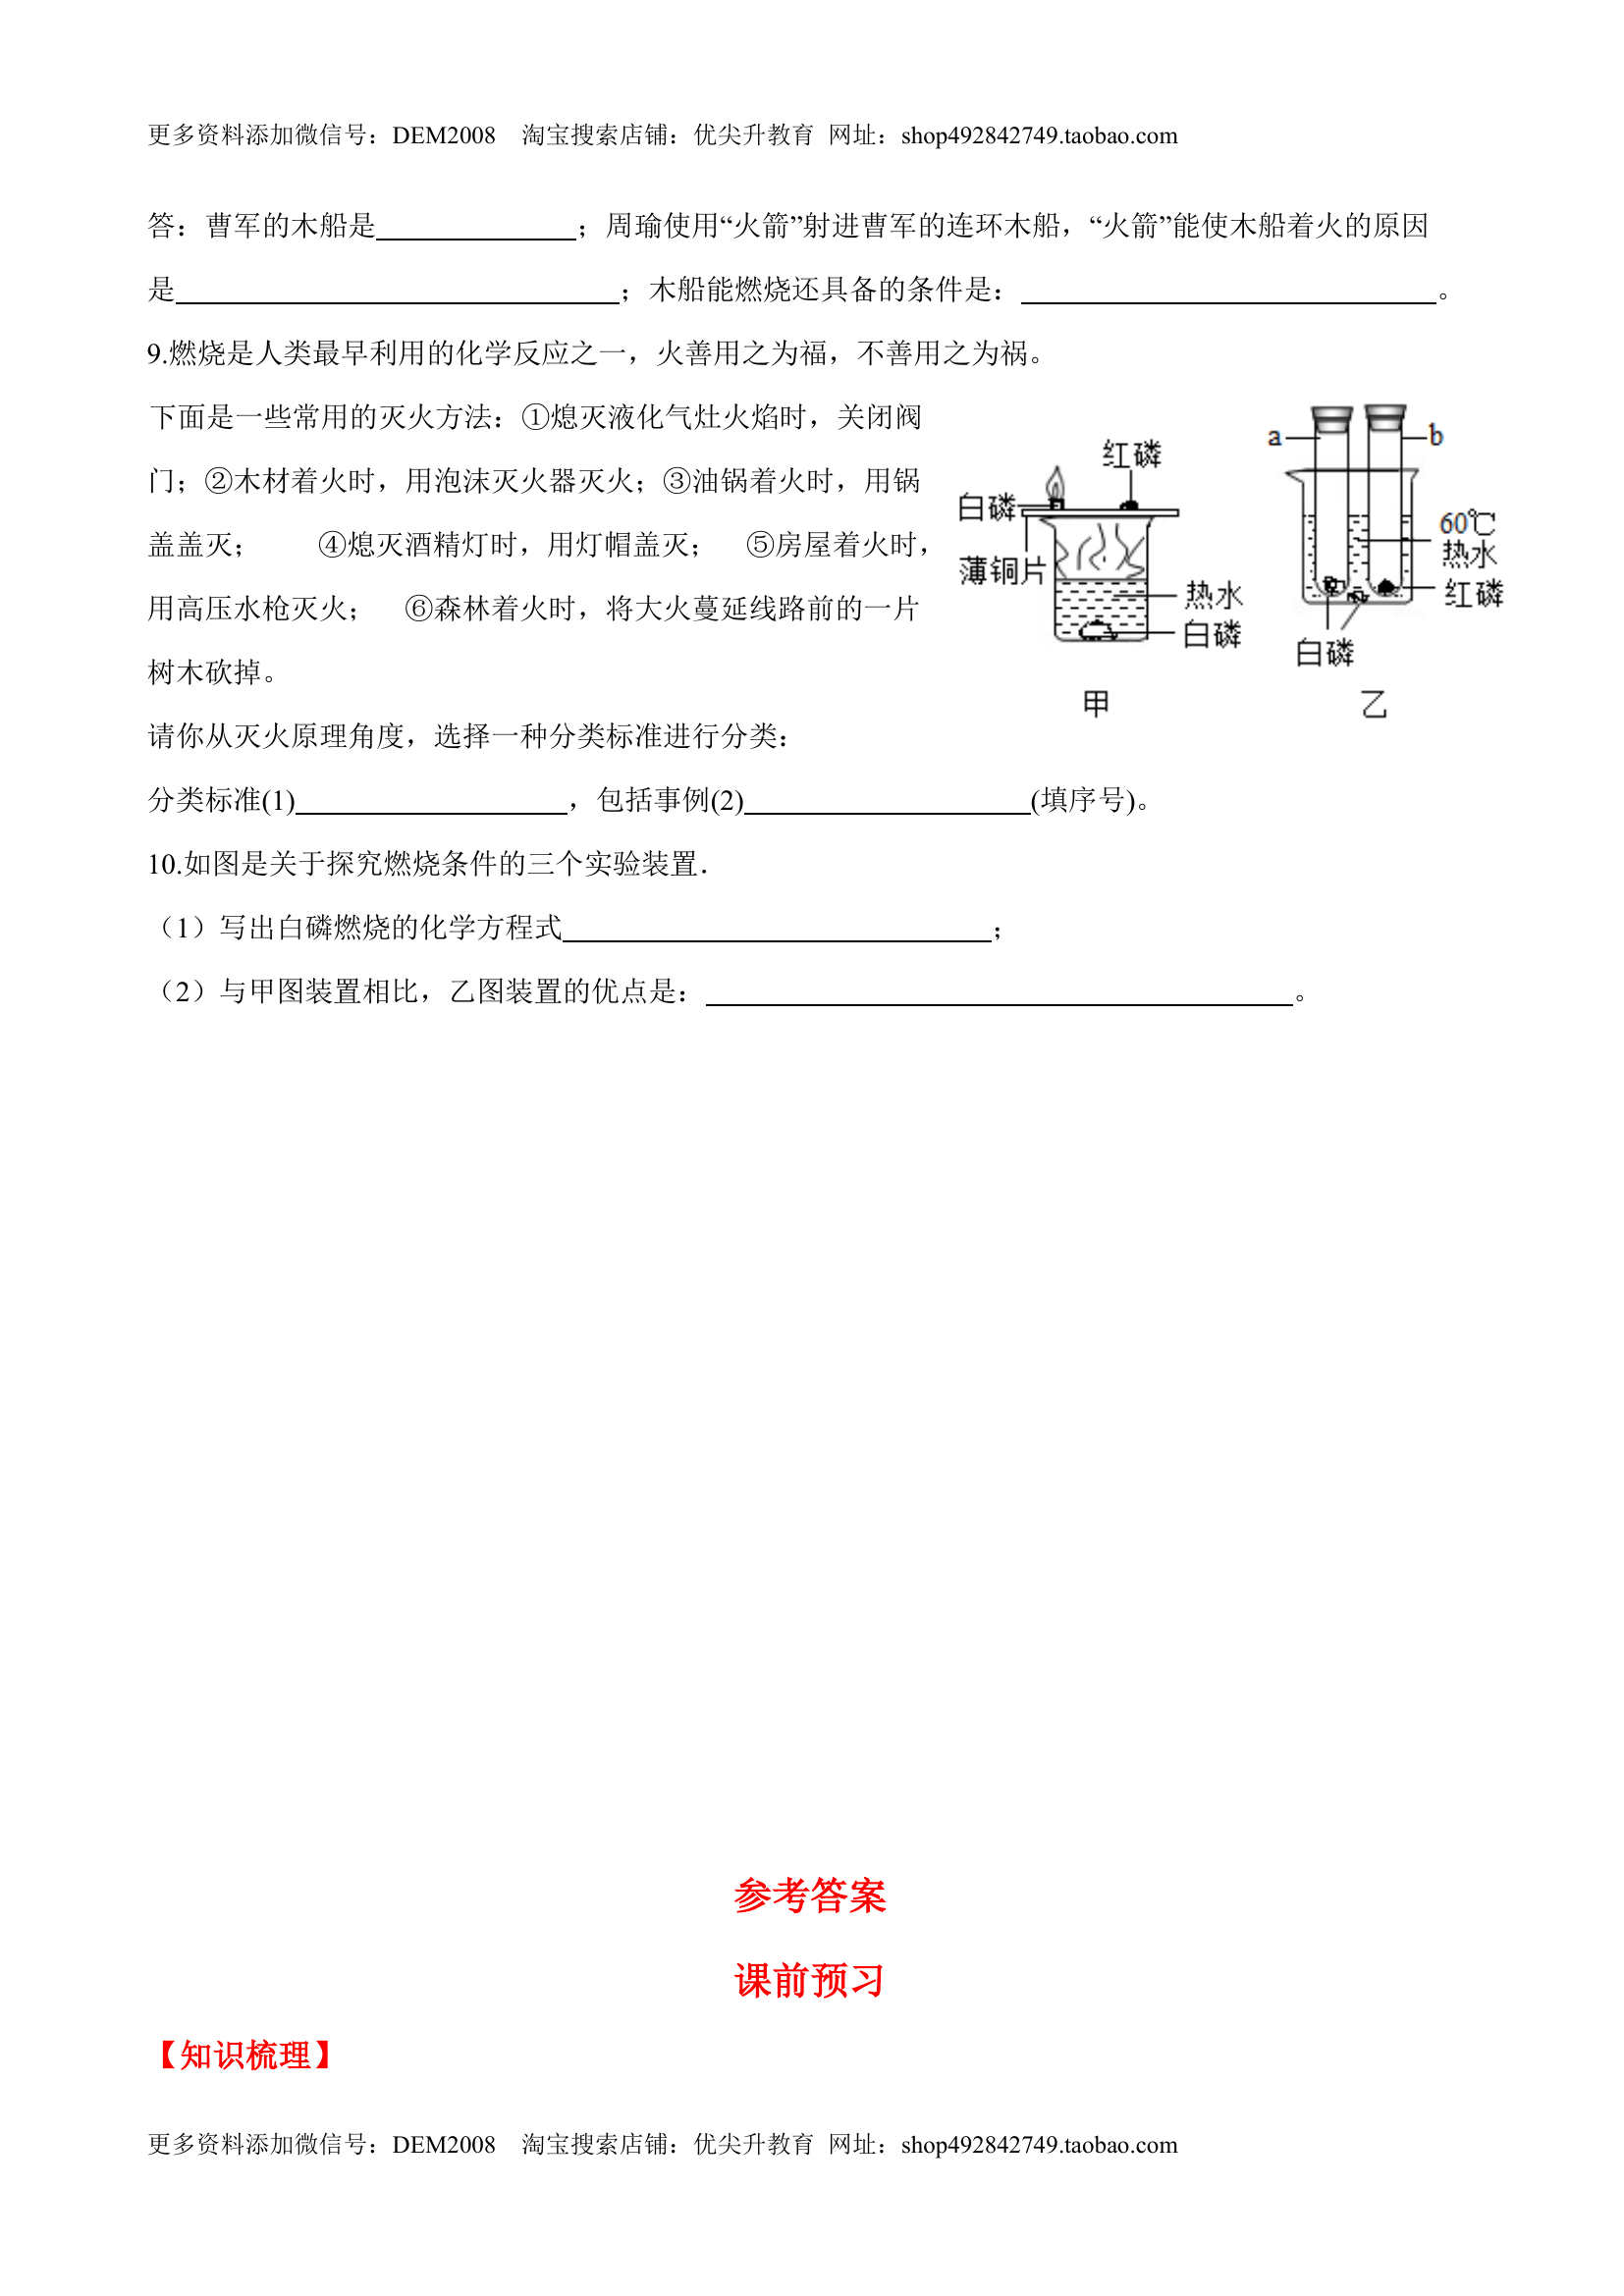 更多资料添加微信号：DEM2008　淘宝搜索店铺：优尖升教育 网址：shop492842749.taobao.com
答：曹军的木船是______________；周瑜使用“火箭”射进曹军的连环木船，“火箭”能使木船着火的原因
是_______________________________；木船能燃烧还具备的条件是：_____________________________。
9.燃烧是人类最早利用的化学反应之一，火善用之为福，不善用之为祸。
下面是一些常用的灭火方法：①熄灭液化气灶火焰时，关闭阀
门；②木材着火时，用泡沫灭火器灭火；③油锅着火时，用锅
盖盖灭；　　④熄灭酒精灯时，用灯帽盖灭；　⑤房屋着火时，
用高压水枪灭火；　⑥森林着火时，将大火蔓延线路前的一片
树木砍掉。
红磷
白磷
薄铜片
热水
白磷
甲
a
b
60℃
热水
红磷
白磷
乙
请你从灭火原理角度，选择一种分类标准进行分类：
分类标准(1)___________________，包括事例(2)____________________(填序号)。
10.如图是关于探究燃烧条件的三个实验装置．
（1）写出白磷燃烧的化学方程式______________________________；
（2）与甲图装置相比，乙图装置的优点是：_________________________________________。
参考答案
课前预习
【知识梳理】
更多资料添加微信号：DEM2008　淘宝搜索店铺：优尖升教育 网址：shop492842749.taobao.com